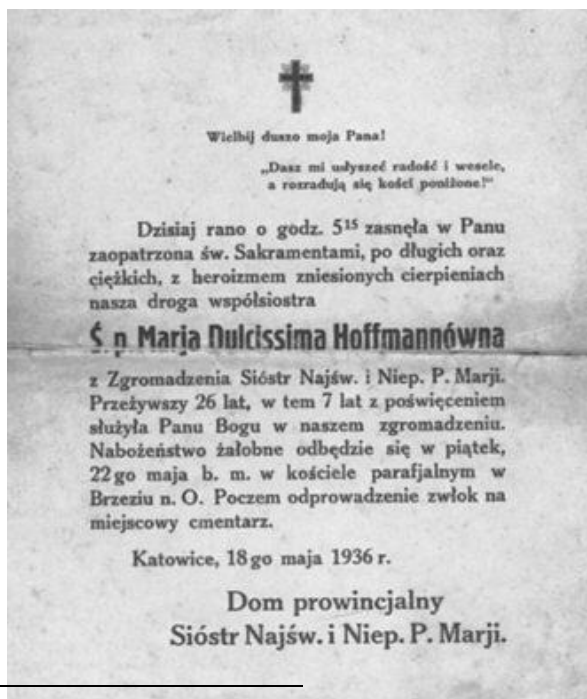 Wielbij duszo moja Pana!
„Dasz mi usłyszeć radość i wesele,
a rozradują się kości poniżone!"
Dzisiaj rano o godz. 5¹⁵ zasnęła w Panu
zaopatrzona św. Sakramentami, po długich oraz
ciężkich, z heroizmem zniesionych cierpieniach
nasza droga współsiostra
Ś. p. Marja Dulcissima Hoffmannówna
z Zgromadzenia Sióstr Najśw. i Niep. P. Marji.
Przeżywszy 26 lat, w tem 7 lat z poświęceniem
służyła Panu Bogu w naszem zgromadzeniu.
Nabożeństwo żałobne odbędzie się w piątek,
22go maja b. m. w kościele parafjalnym w
Brzeziu n. O. Poczem odprowadzenie zwłok na
miejscowy cmentarz.
Katowice, 18go maja 1936 r.
Dom prowincjalny
Sióstr Najśw. i Niep. P. Marji.